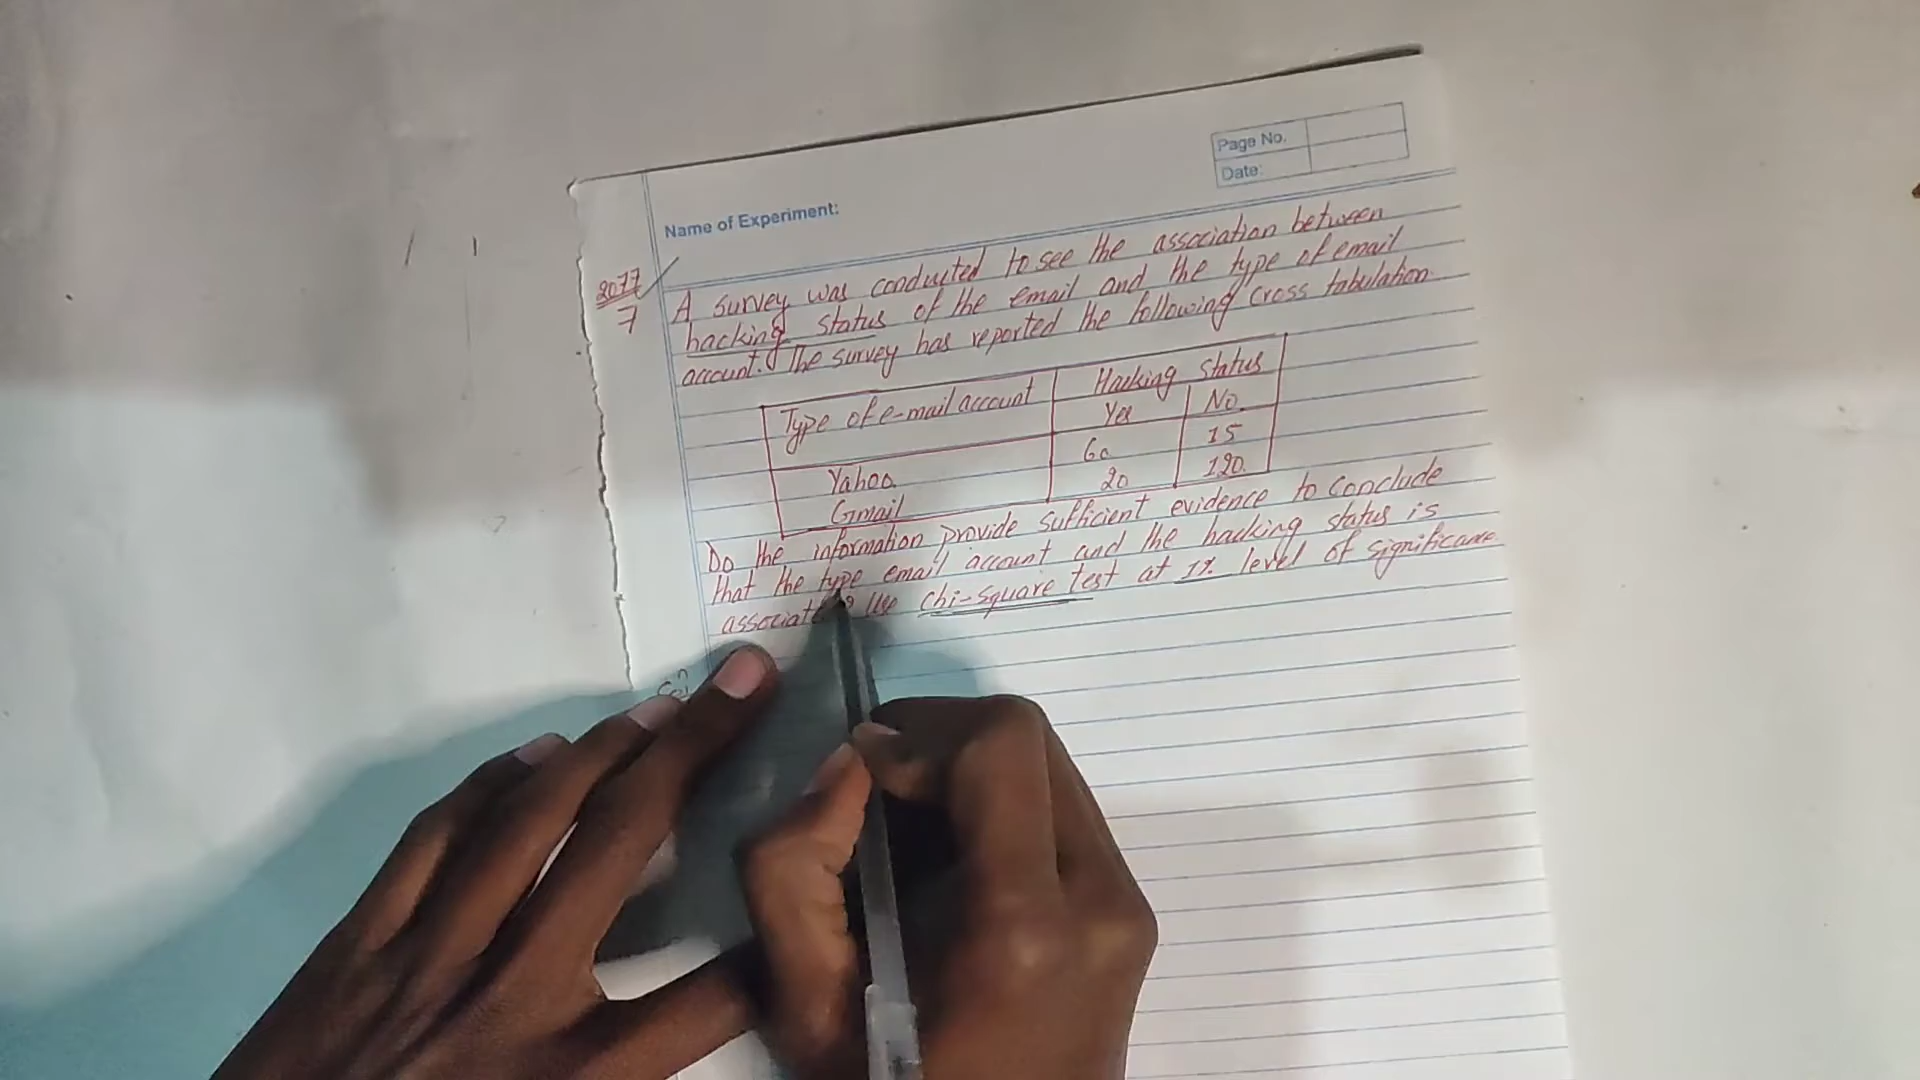 Page No.
Date:
Name of Experiment:
2077
7
A survey was conducted to see the association between
hacking status of the email and the type of email
account. The survey has reported the following cross tabulation.
Type of e-mail account Hacking Status
Yes No.
Yahoo. 60 15
Gmail 20 120.
Do the information provide sufficient evidence to conclude
that the type email account and the hacking status is
Use Chi-square test at 1% level of significance